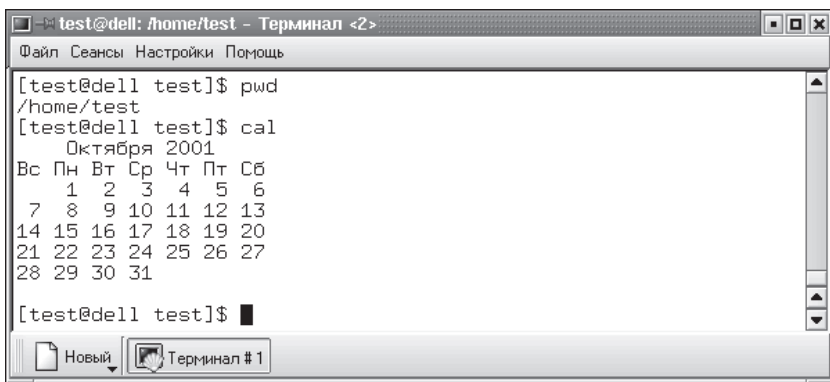 test@dell: /home/test - Терминал <2>
Файл Сеансы Настройки Помощь
[test@dell test]$ pwd
/home/test
[test@dell test]$ cal
Октября 2001
Вс Пн Вт Ср Чт Пт Сб
1 2 3 4 5 6
7 8 9 10 11 12 13
14 15 16 17 18 19 20
21 22 23 24 25 26 27
28 29 30 31
[test@dell test]$
Новый Терминал #1